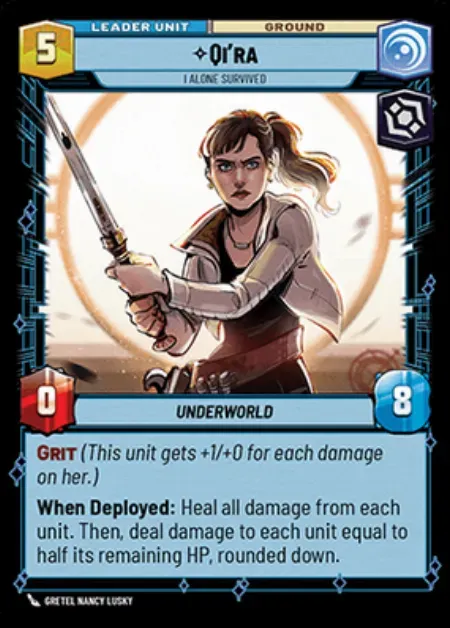 5
LEADER UNIT GROUND
QI'RA
I ALONE SURVIVED
0
UNDERWORLD
8
GRIT (This unit gets +1/+0 for each damage
on her.)
When Deployed: Heal all damage from each
unit. Then, deal damage to each unit equal to
half its remaining HP, rounded down.
GRETEL NANCY LUSKY